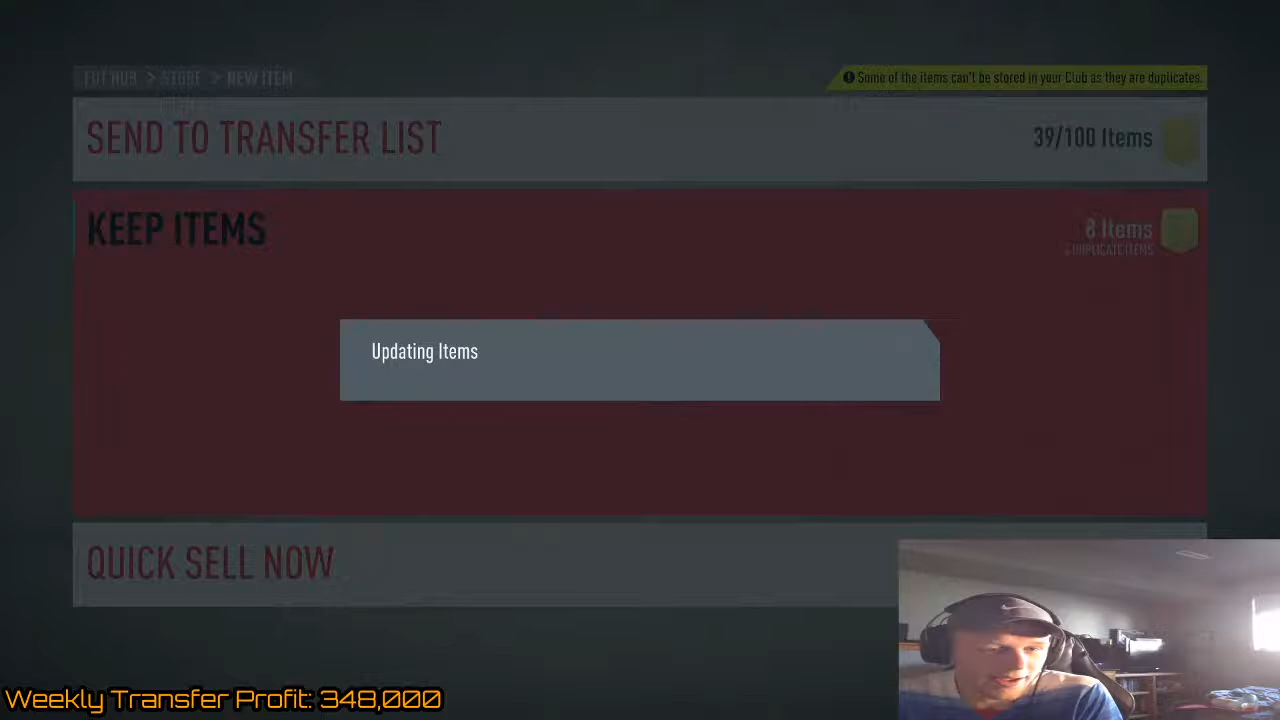 FUT HUB > STORE > NEW ITEM
Some of the items can't be stored in your Club as they are duplicates.
SEND TO TRANSFER LIST
39/100 Items
KEEP ITEMS
8 Items
DUPLICATE ITEMS
Updating Items
QUICK SELL NOW
Weekly Transfer Profit: 348,000